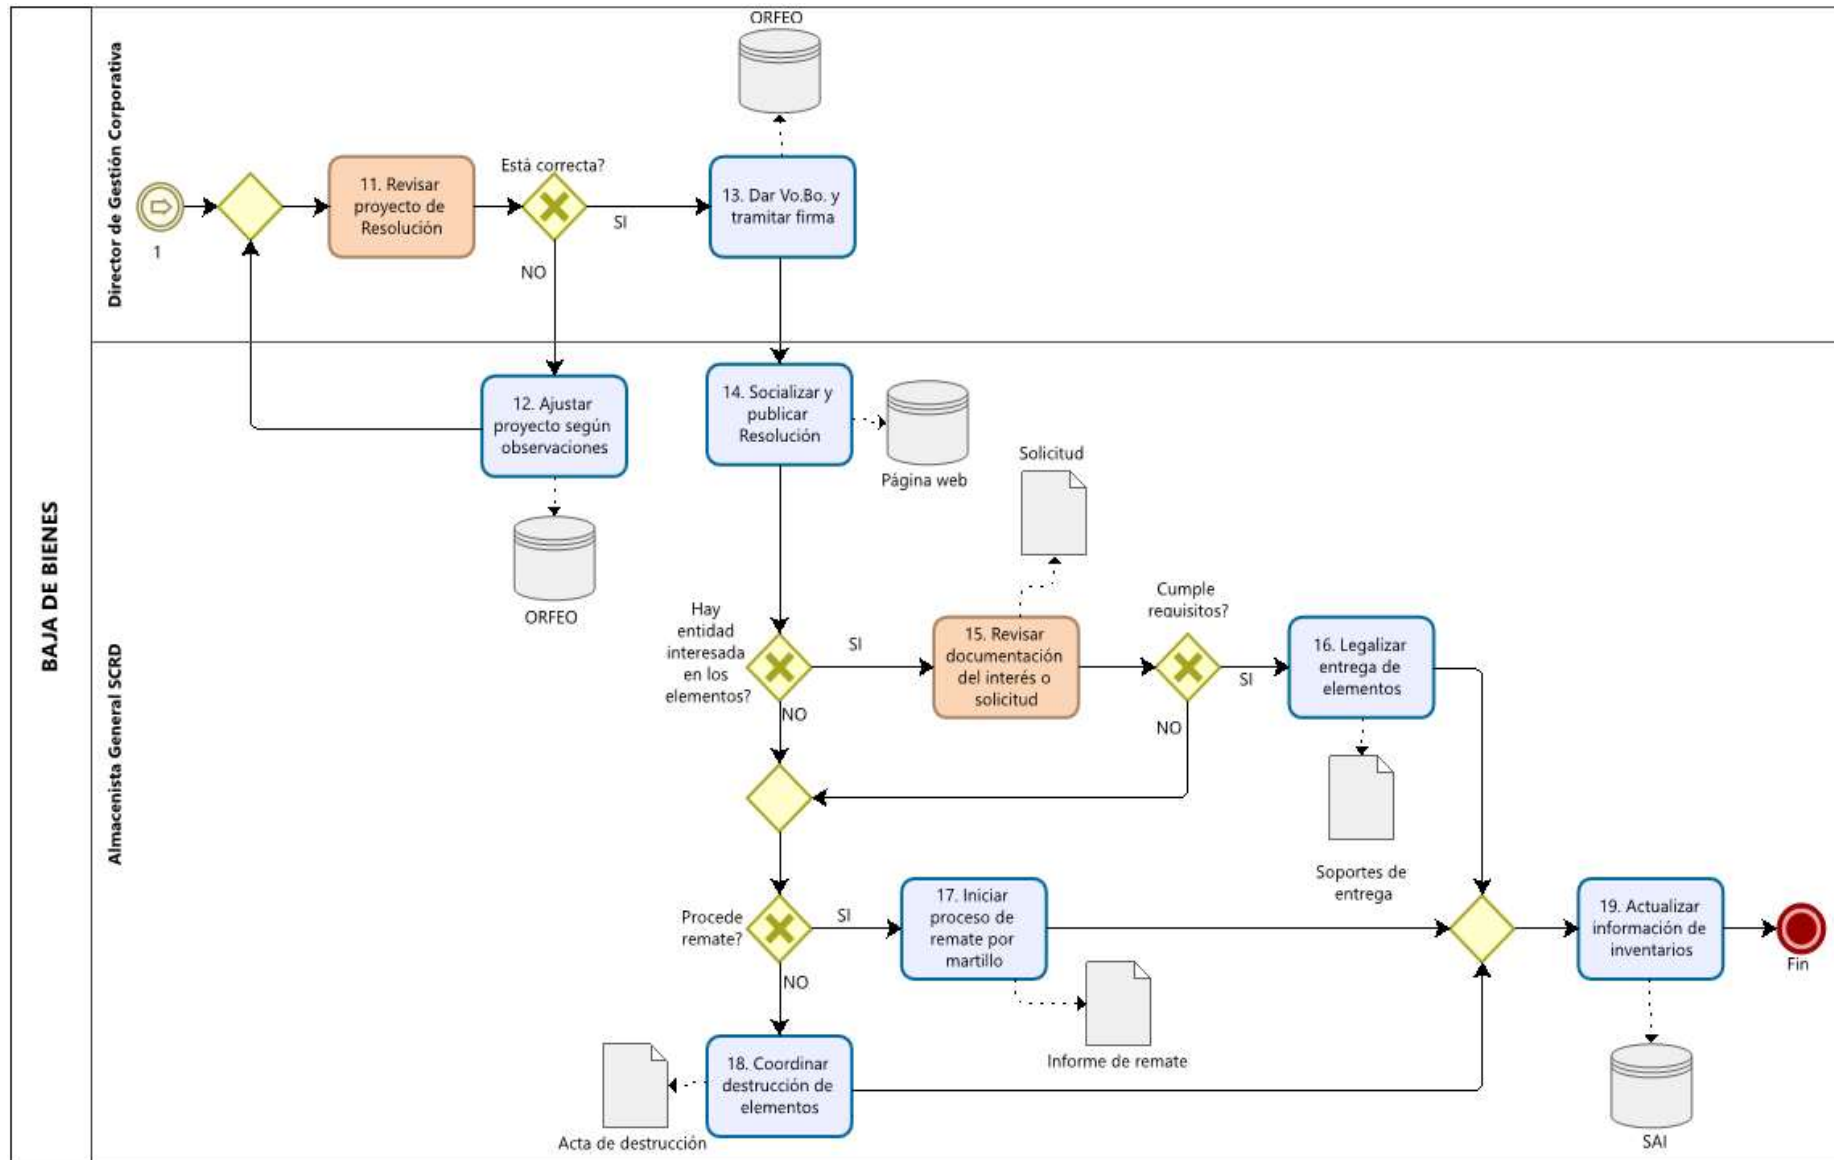 BAJA DE BIENES
Director de Gestión Corporativa
ORFEO
1
11. Revisar
proyecto de
Resolución
Está correcta?
SI
NO
13. Dar Vo.Bo. y
tramitar firma
Almacenista General SCRD
12. Ajustar
proyecto según
observaciones
ORFEO
14. Socializar y
publicar
Resolución
Página web
Solicitud
Hay
entidad
interesada
en los
elementos?
SI
NO
15. Revisar
documentación
del interés o
solicitud
Cumple
requisitos?
SI
NO
16. Legalizar
entrega de
elementos
Soportes de
entrega
Procede
remate?
SI
NO
17. Iniciar
proceso de
remate por
martillo
Informe de remate
18. Coordinar
destrucción de
elementos
Acta de destrucción
19. Actualizar
información de
inventarios
Fin
SAI